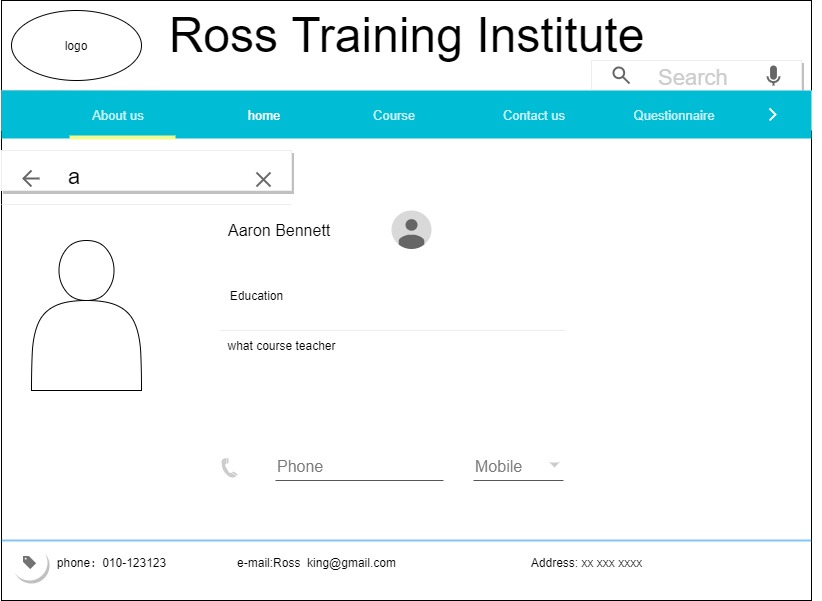 logo
Ross Training Institute
Search
About us
home
Course
Contact us
Questionnaire
a
Aaron Bennett
Education
what course teacher
Phone
Mobile
phone：010-123123
e-mail:Ross  king@gmail.com
Address: xx xxx xxxx